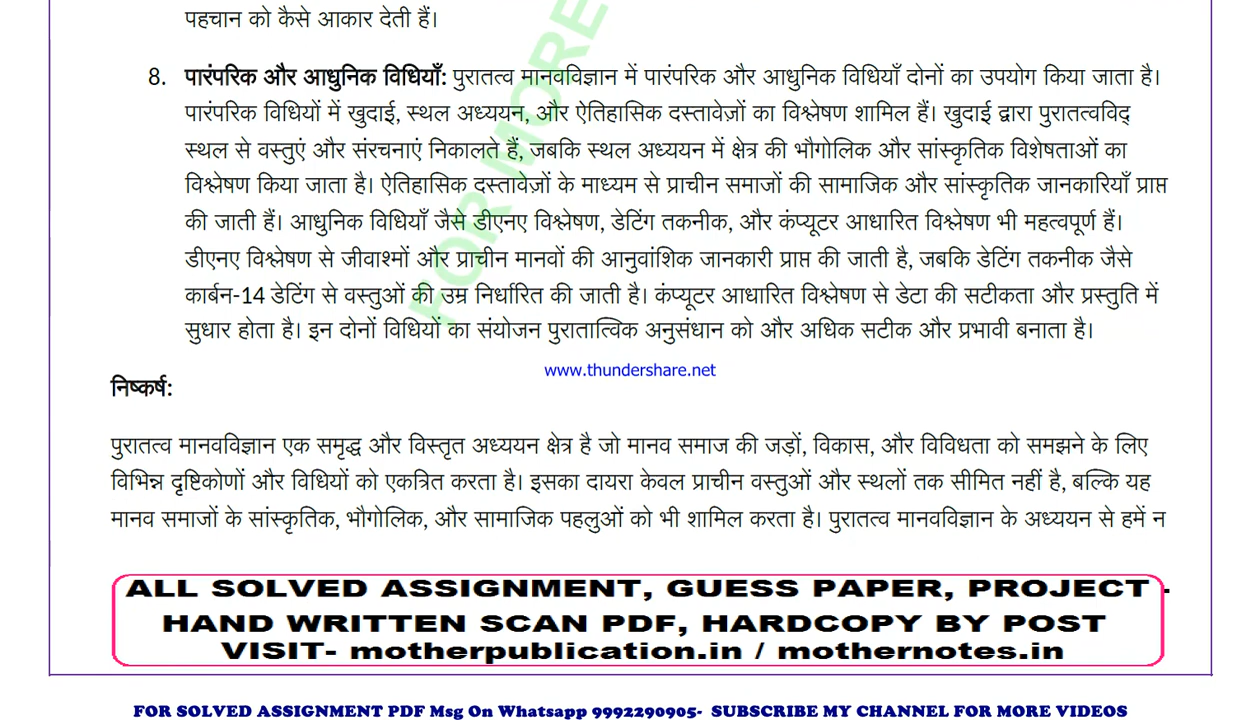 पहचान को कैसे आकार देती हैं।
8. पारंपरिक और आधुनिक विधियाँ: पुरातत्व मानवविज्ञान में पारंपरिक और आधुनिक विधियाँ दोनों का उपयोग किया जाता है।
पारंपरिक विधियों में खुदाई, स्थल अध्ययन, और ऐतिहासिक दस्तावेज़ों का विश्लेषण शामिल हैं। खुदाई द्वारा पुरातत्वविद्
स्थल से वस्तुएं और संरचनाएं निकालते हैं, जबकि स्थल अध्ययन में क्षेत्र की भौगोलिक और सांस्कृतिक विशेषताओं का
विश्लेषण किया जाता है। ऐतिहासिक दस्तावेज़ों के माध्यम से प्राचीन समाजों की सामाजिक और सांस्कृतिक जानकारियाँ प्राप्त
की जाती हैं। आधुनिक विधियाँ जैसे डीएनए विश्लेषण, डेटिंग तकनीक, और कंप्यूटर आधारित विश्लेषण भी महत्वपूर्ण हैं।
डीएनए विश्लेषण से जीवाश्मों और प्राचीन मानवों की आनुवांशिक जानकारी प्राप्त की जाती है, जबकि डेटिंग तकनीक जैसे
कार्बन-14 डेटिंग से वस्तुओं की उम्र निर्धारित की जाती है। कंप्यूटर आधारित विश्लेषण से डेटा की सटीकता और प्रस्तुति में
सुधार होता है। इन दोनों विधियों का संयोजन पुरातात्विक अनुसंधान को और अधिक सटीक और प्रभावी बनाता है।
FOR MORE
www.thundershare.net
निष्कर्ष:
पुरातत्व मानवविज्ञान एक समृद्ध और विस्तृत अध्ययन क्षेत्र है जो मानव समाज की जड़ों, विकास, और विविधता को समझने के लिए
विभिन्न दृष्टिकोणों और विधियों को एकत्रित करता है। इसका दायरा केवल प्राचीन वस्तुओं और स्थलों तक सीमित नहीं है, बल्कि यह
मानव समाजों के सांस्कृतिक, भौगोलिक, और सामाजिक पहलुओं को भी शामिल करता है। पुरातत्व मानवविज्ञान के अध्ययन से हमें न
ALL SOLVED ASSIGNMENT, GUESS PAPER, PROJECT -
HAND WRITTEN SCAN PDF, HARDCOPY BY POST
VISIT- motherpublication.in / mothernotes.in
FOR SOLVED ASSIGNMENT PDF Msg On Whatsapp 9992290905- SUBSCRIBE MY CHANNEL FOR MORE VIDEOS